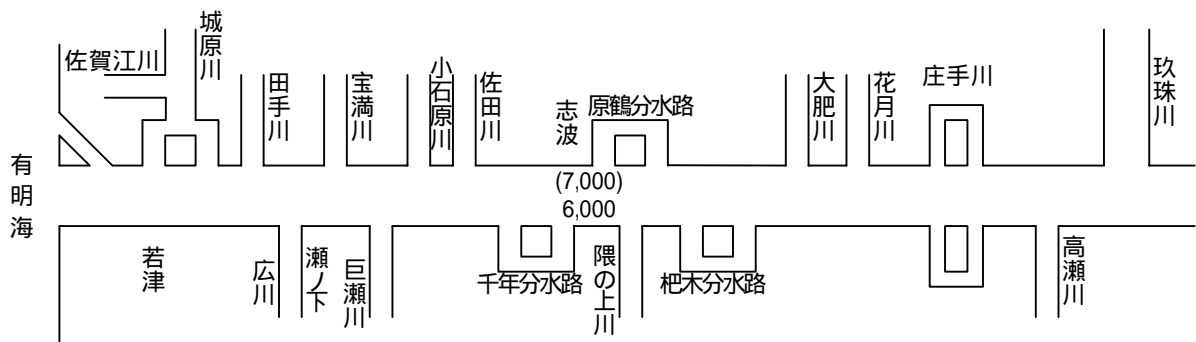 城原川
佐賀江川
田手川
宝満川
小石原川
佐田川
志波
原鶴分水路
大肥川
花月川
庄手川
玖珠川
有明海
(7,000)
6,000
若津
広川
瀬ノ下
巨瀬川
千年分水路
隈の上川
杷木分水路
高瀬川